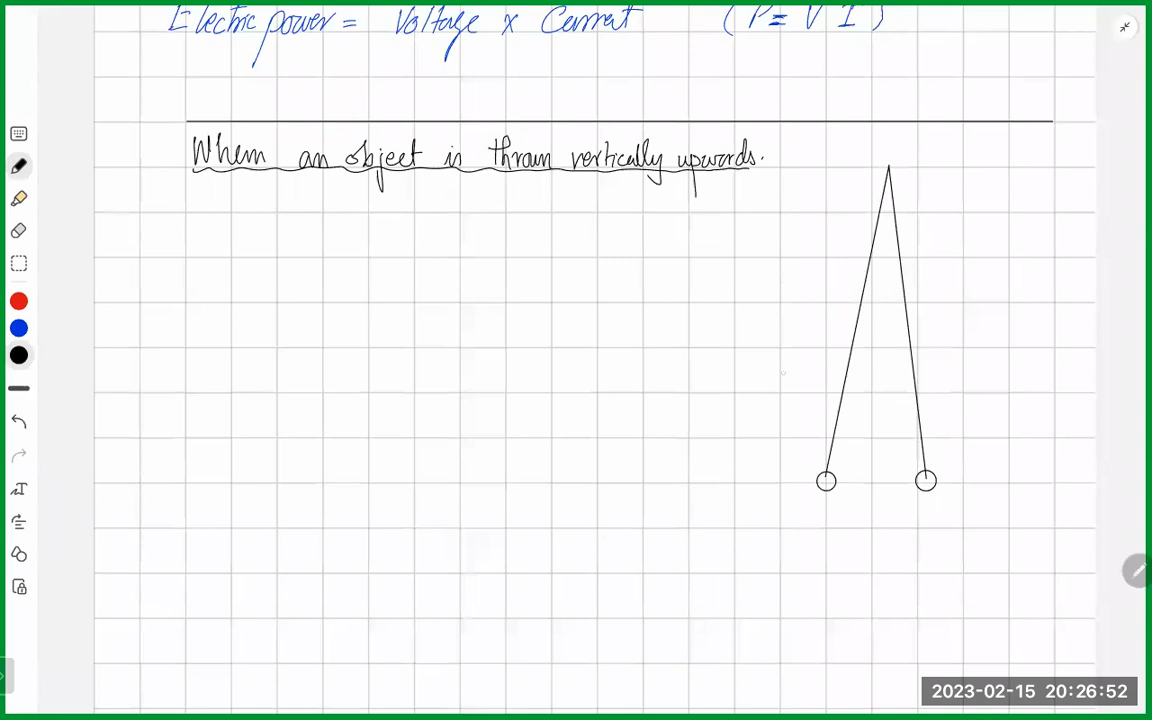 Electric power = Voltage x Current (P = V I)
When an object is thrown vertically upwards.
2023-02-15 20:26:52